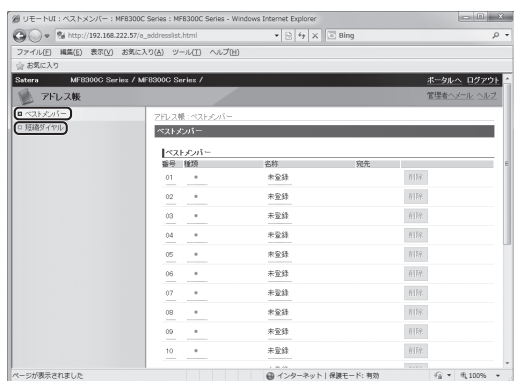 リモートUI : ベストメンバー : MF8300C Series : MF8300C Series - Windows Internet Explorer
http://192.168.222.57/a_addresslist.html
Bing
ファイル(F) 編集(E) 表示(V) お気に入り(A) ツール(T) ヘルプ(H)
お気に入り
Satera MF8300C Series / MF8300C Series / ポータルへ ログアウト
アドレス帳 管理者へメール ヘルプ
ベストメンバー
短縮ダイヤル
アドレス帳 : ベストメンバー
ベストメンバー
ベストメンバー
番号 種類 名称 宛先
01 未登録 削除
02 未登録 削除
03 未登録 削除
04 未登録 削除
05 未登録 削除
06 未登録 削除
07 未登録 削除
08 未登録 削除
09 未登録 削除
10 未登録 削除
ページが表示されました インターネット | 保護モード: 有効 100%